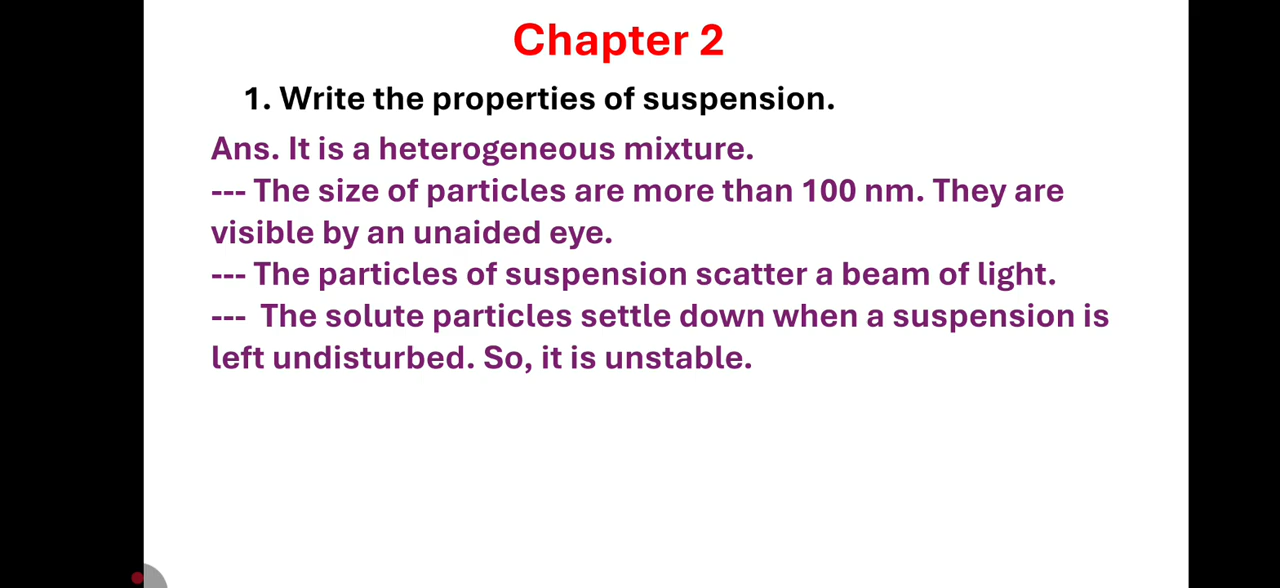 Chapter 2
1. Write the properties of suspension.
Ans. It is a heterogeneous mixture.
--- The size of particles are more than 100 nm. They are
visible by an unaided eye.
--- The particles of suspension scatter a beam of light.
---  The solute particles settle down when a suspension is
left undisturbed. So, it is unstable.